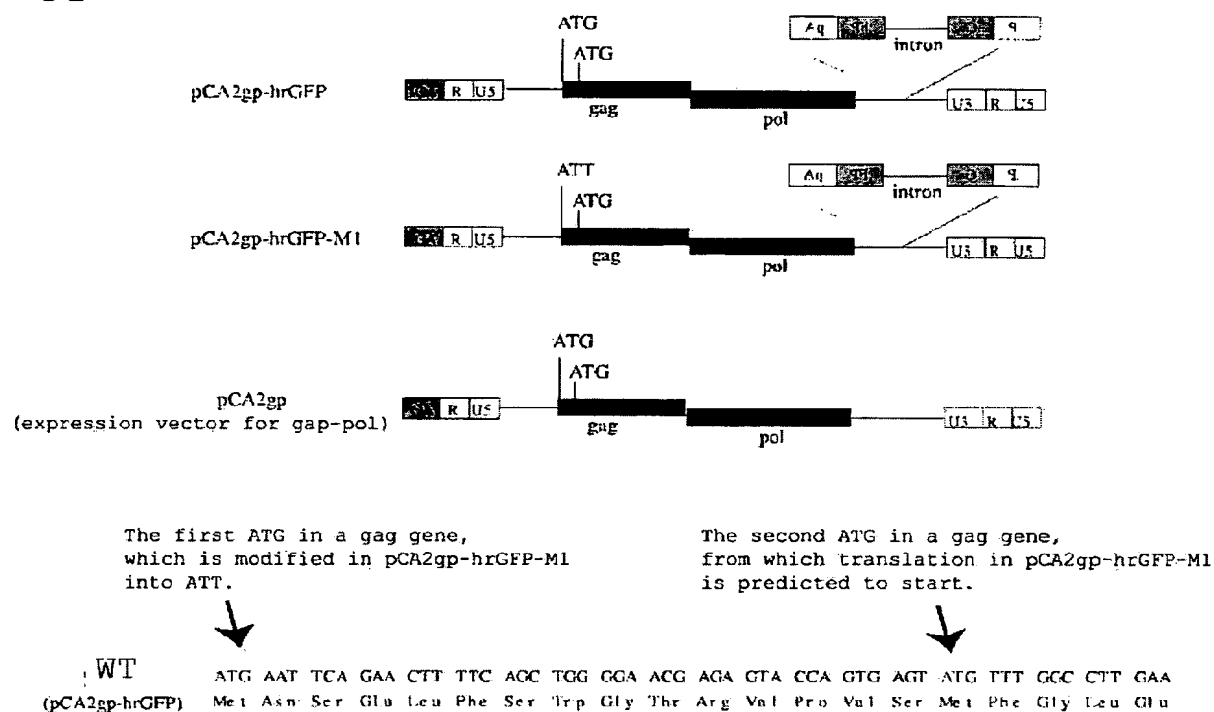 ATG
ATG
Aq
intron
q
pCA2gp-hrGFP
R U5
gag
pol
U3 R U5
ATT
ATG
Aq
intron
q
pCA2gp-hrGFP-M1
R U5
gag
pol
U3 R U5
ATG
ATG
pCA2gp
(expression vector for gap-pol)
R U5
gag
pol
U3 R U5
The first ATG in a gag gene,
which is modified in pCA2gp-hrGFP-M1
into ATT.
The second ATG in a gag gene,
from which translation in pCA2gp-hrGFP-M1
is predicted to start.
WT
(pCA2gp-hrGFP)
ATG AAT TCA GAA CTT TTC AGC TGG GGA ACG AGA GTA CCA GTG AGT ATG TTT GGC CTT GAA
Met Asn Ser Glu Leu Phe Ser Trp Gly Thr Arg Val Pro Val Ser Met Phe Gly Leu Glu